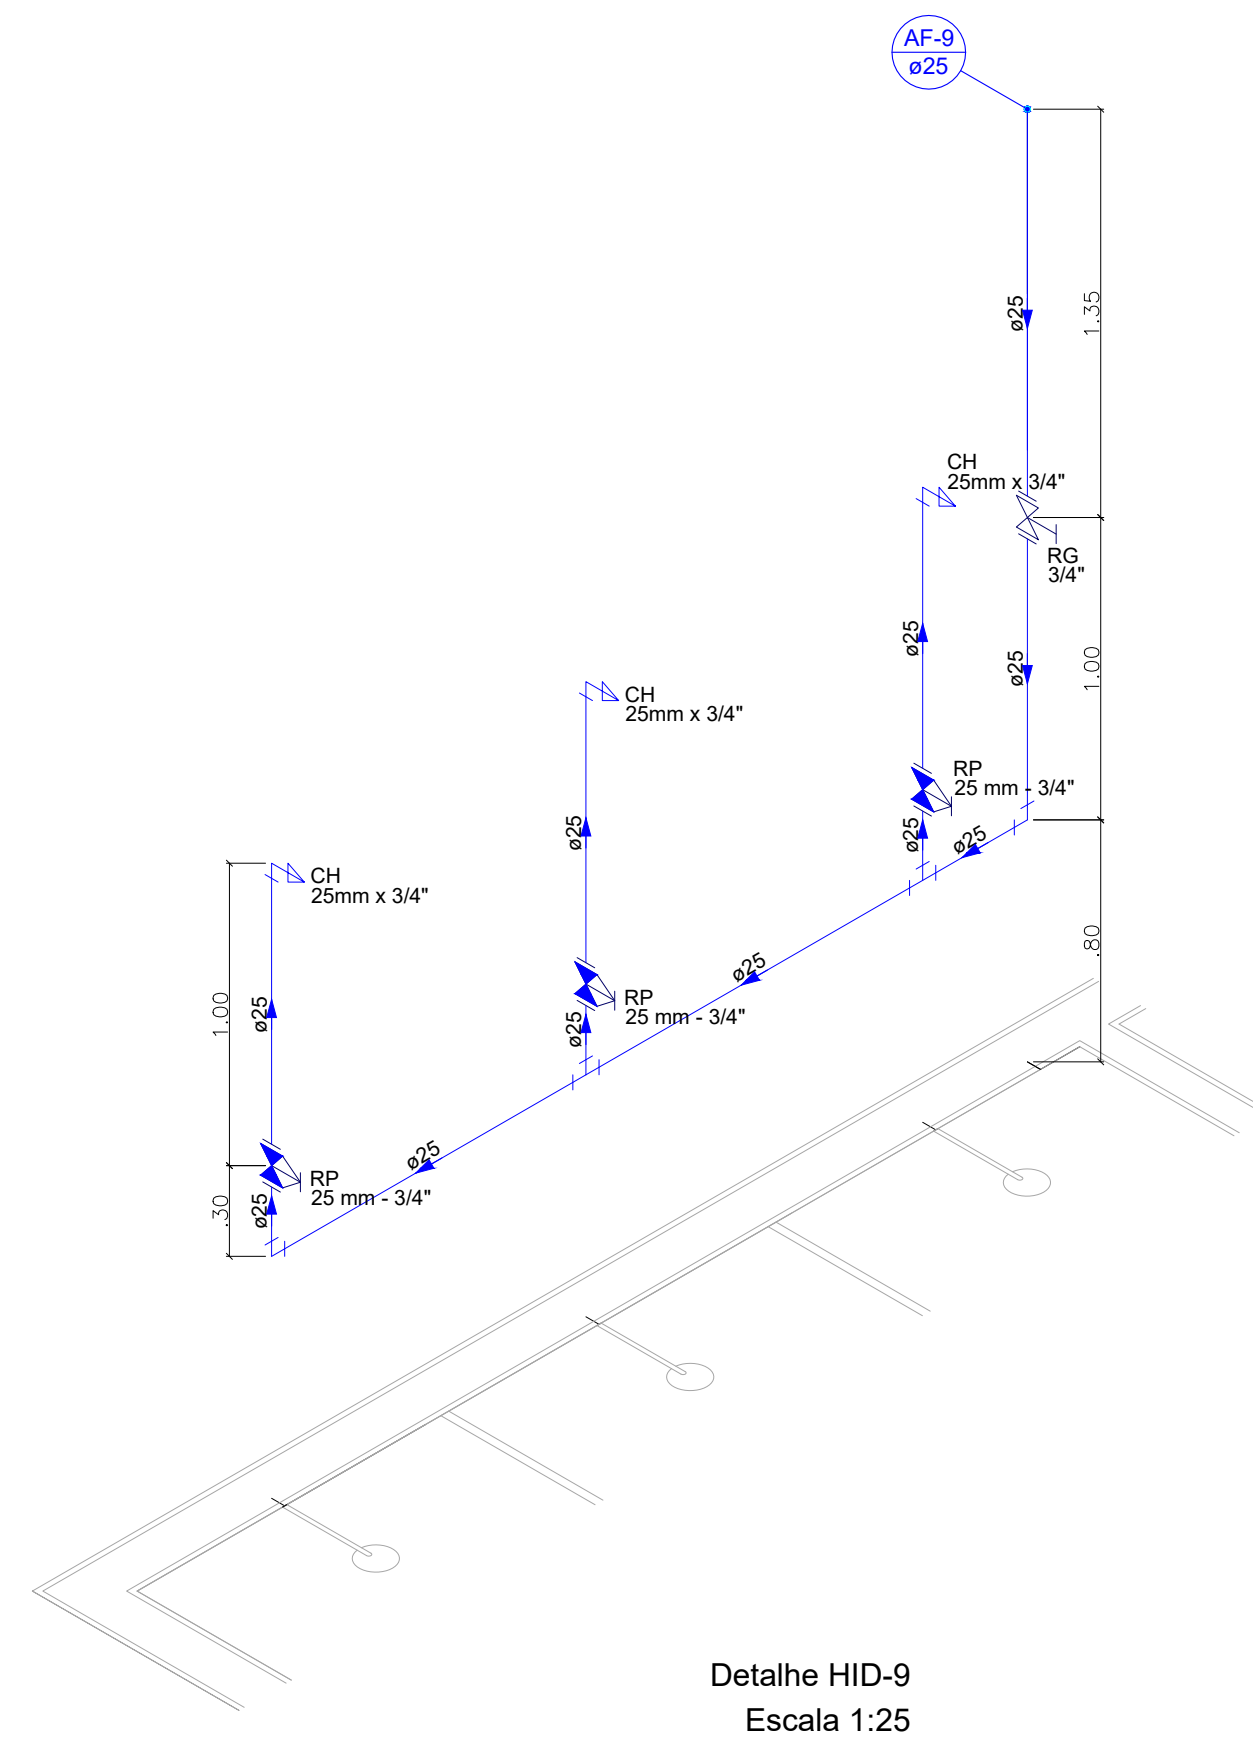 AF-9
ø25
ø25
1.35
CH
25mm x 3/4"
RG
3/4"
ø25
ø25
1.00
CH
25mm x 3/4"
RP
25 mm - 3/4"
ø25
ø25
ø25
CH
25mm x 3/4"
.80
ø25
RP
25 mm - 3/4"
ø25
1.00
ø25
ø25
RP
25 mm - 3/4"
.30
ø25
Detalhe HID-9
Escala 1:25